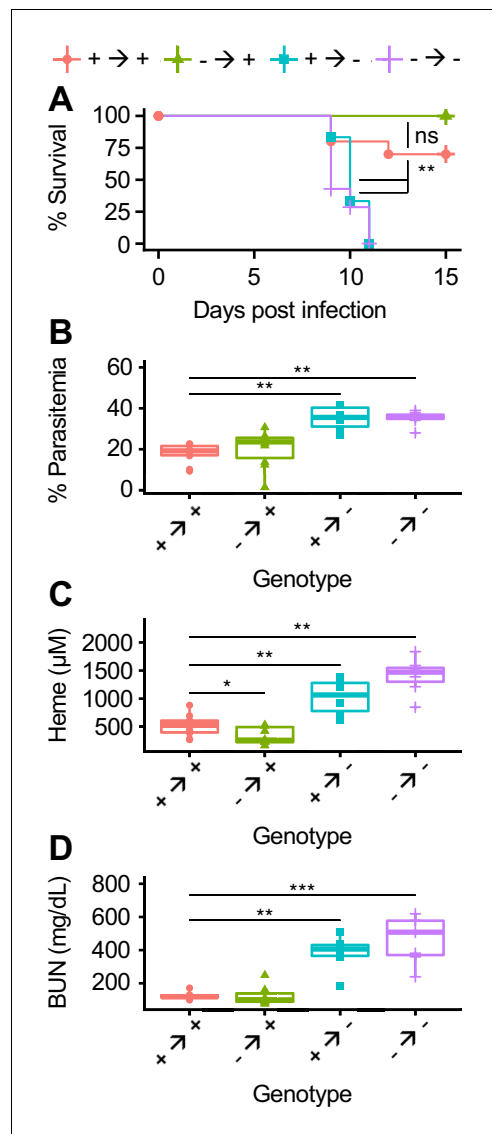 + → + - → + + → - - → -
A
% Survival
100
75
50
25
0
ns
**
0 5 10 15
Days post infection
B
% Parasitemia
60
40
20
0
**
**
+ → + - → + + → - - → -
Genotype
C
Heme (µM)
2000
1500
1000
500
**
**
*
+ → + - → + + → - - → -
Genotype
D
BUN (mg/dL)
800
600
400
200
***
**
+ → + - → + + → - - → -
Genotype